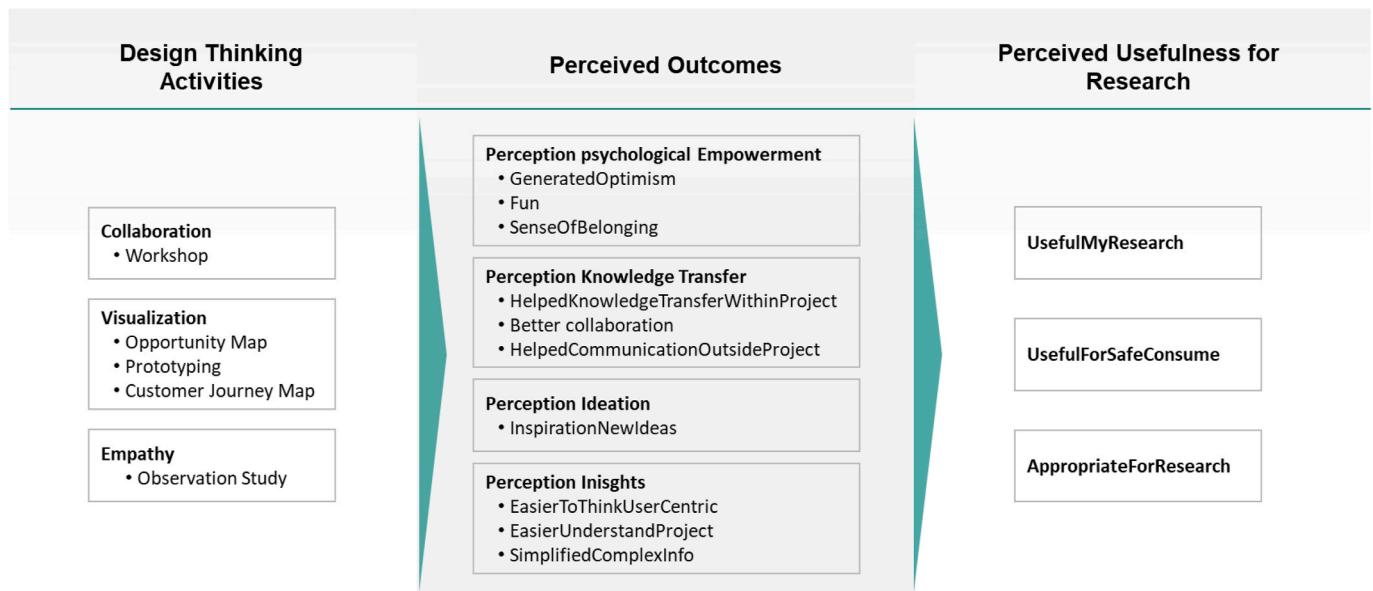 Design Thinking
Activities
Perceived Outcomes
Perceived Usefulness for
Research
Collaboration
• Workshop
Visualization
• Opportunity Map
• Prototyping
• Customer Journey Map
Empathy
• Observation Study
Perception psychological Empowerment
• GeneratedOptimism
• Fun
• SenseOfBelonging
Perception Knowledge Transfer
• HelpedKnowledgeTransferWithinProject
• Better collaboration
• HelpedCommunicationOutsideProject
Perception Ideation
• InspirationNewIdeas
Perception Inisghts
• EasierToThinkUserCentric
• EasierUnderstandProject
• SimplifiedComplexInfo
UsefulMyResearch
UsefulForSafeConsume
AppropriateForResearch